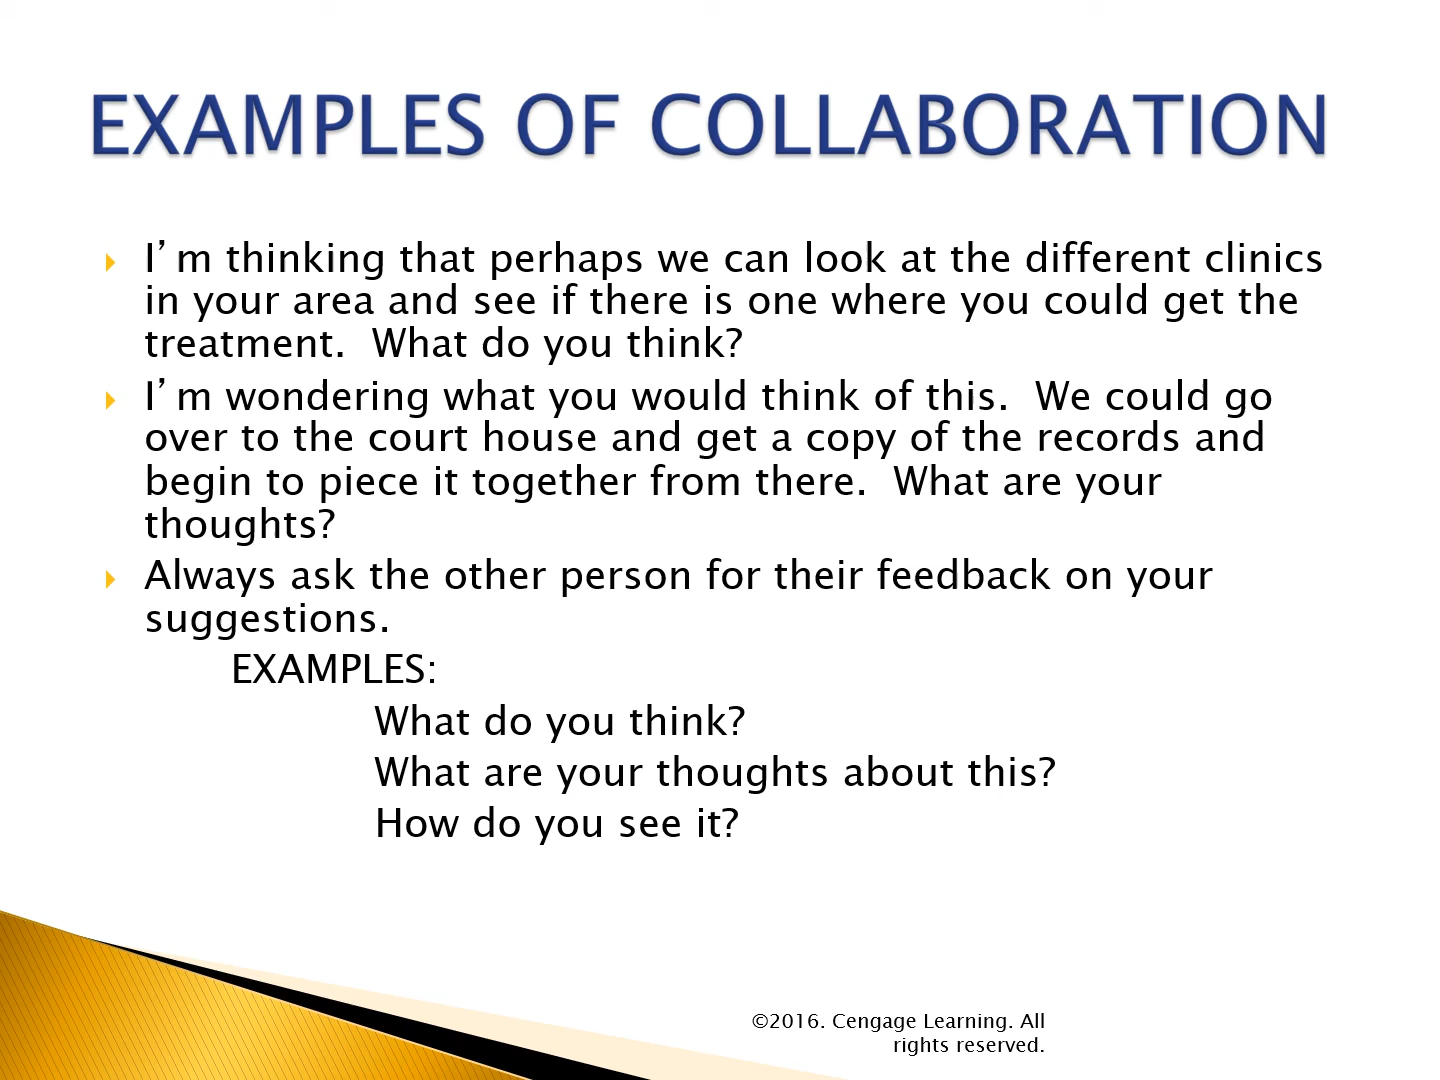 EXAMPLES OF COLLABORATION
I’m thinking that perhaps we can look at the different clinics
in your area and see if there is one where you could get the
treatment.  What do you think?
I’m wondering what you would think of this.  We could go
over to the court house and get a copy of the records and
begin to piece it together from there.  What are your
thoughts?
Always ask the other person for their feedback on your
suggestions.
EXAMPLES:
What do you think?
What are your thoughts about this?
How do you see it?
©2016. Cengage Learning. All
rights reserved.